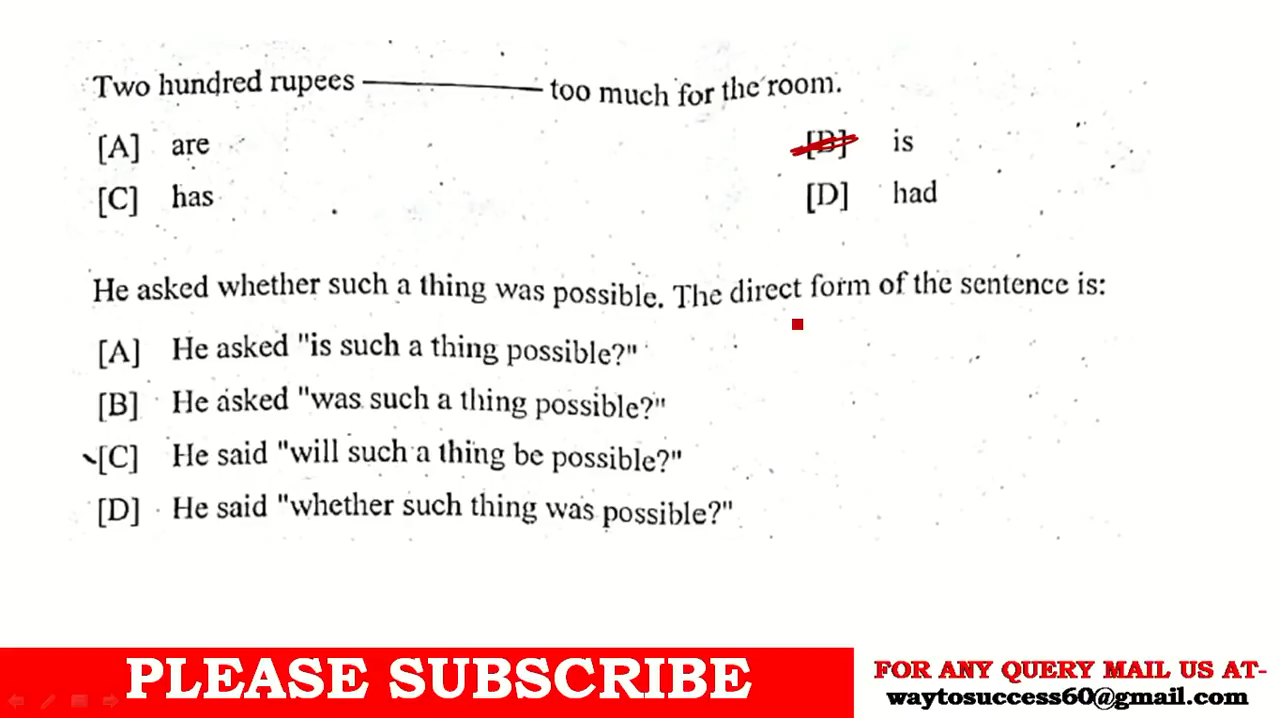 Two hundred rupees __________ too much for the room.
[A] are [B] is
[C] has [D] had
He asked whether such a thing was possible. The direct form of the sentence is:
[A] He asked "is such a thing possible?"
[B] He asked "was such a thing possible?"
[C] He said "will such a thing be possible?"
[D] He said "whether such thing was possible?"
PLEASE SUBSCRIBE
FOR ANY QUERY MAIL US AT-
waytosuccess60@gmail.com